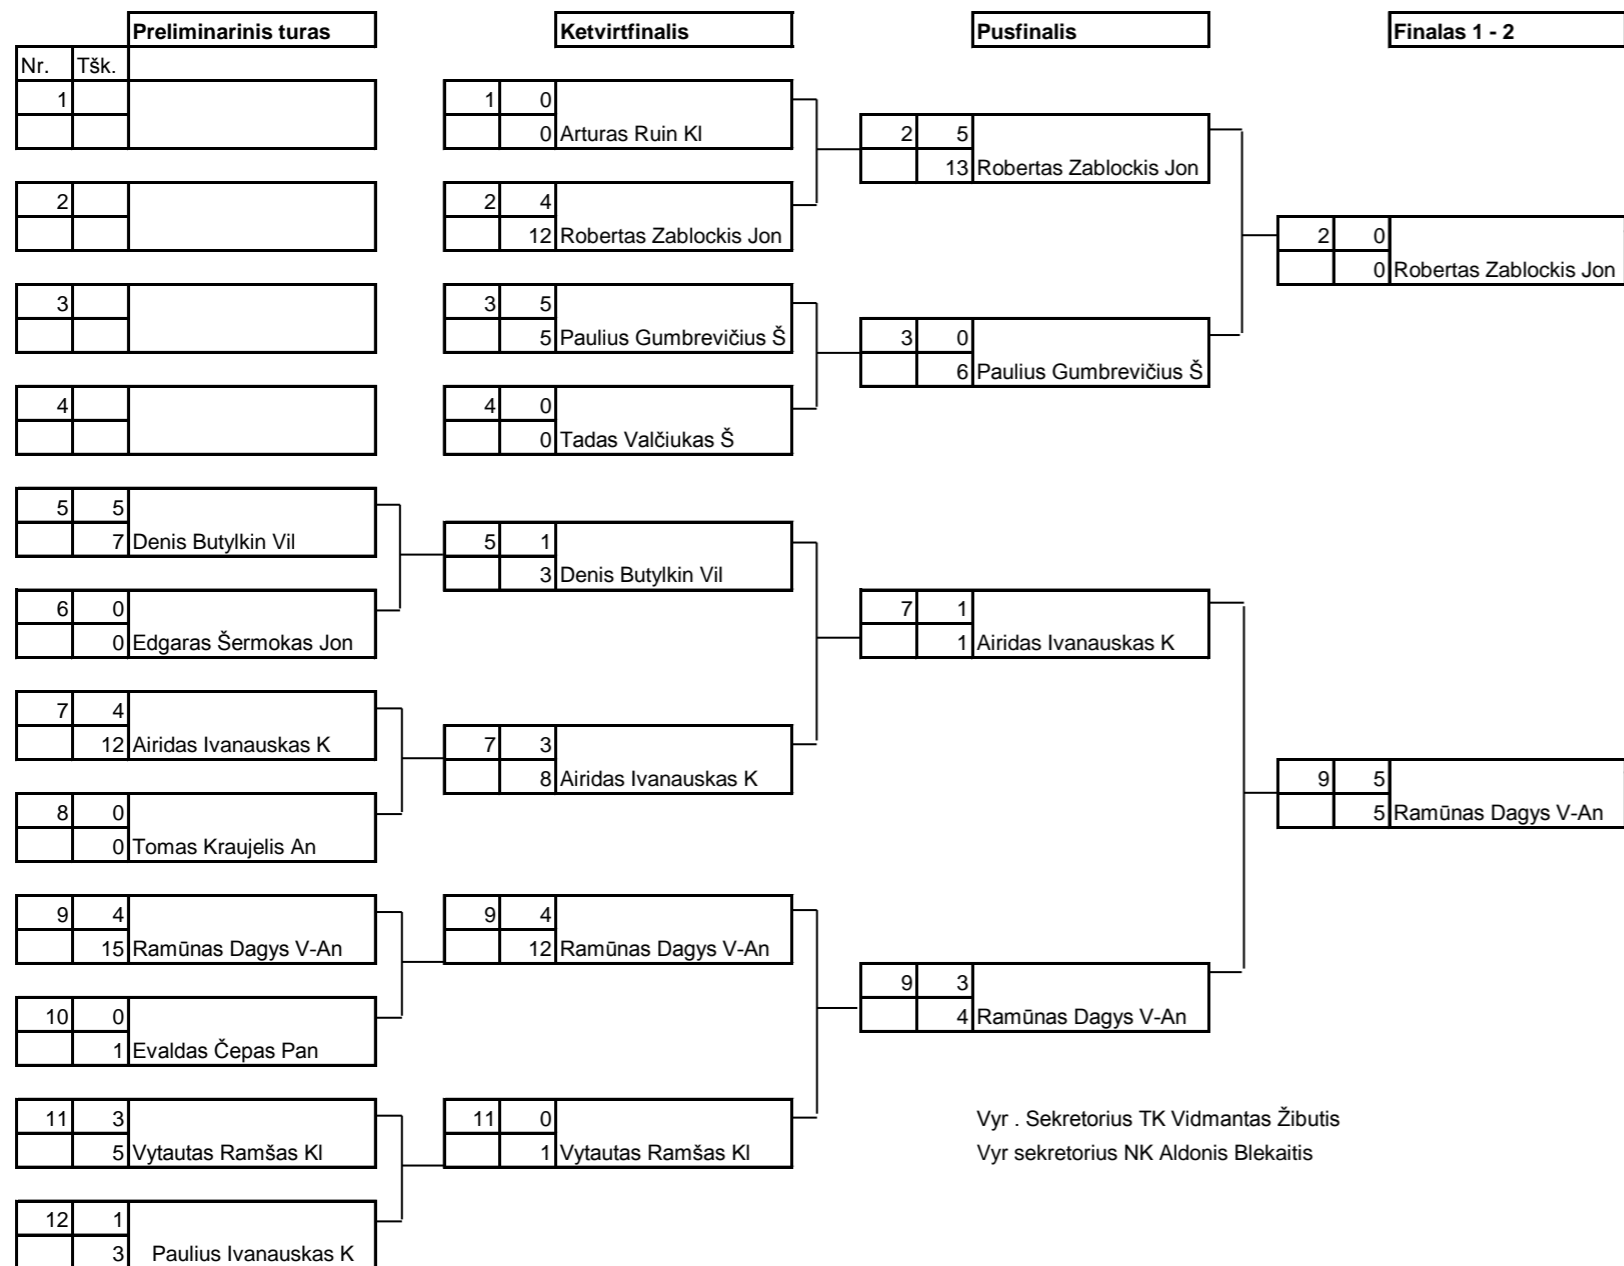 Preliminarinis turas Ketvirtfinalis Pusfinalis Finalas 1 - 2
Nr. Tšk.
1 1 0
0 Arturas Ruin Kl 2 5
13 Robertas Zablockis Jon
2 2 4
12 Robertas Zablockis Jon 2 0
0 Robertas Zablockis Jon
3 3 5
5 Paulius Gumbrevičius Š 3 0
6 Paulius Gumbrevičius Š
4 4 0
0 Tadas Valčiukas Š
5 5
7 Denis Butylkin Vil 5 1
3 Denis Butylkin Vil
6 0 7 1
0 Edgaras Šermokas Jon 1 Airidas Ivanauskas K
7 4
12 Airidas Ivanauskas K 7 3
8 Airidas Ivanauskas K 9 5
8 0 5 Ramūnas Dagys V-An
0 Tomas Kraujelis An
9 4 9 4
15 Ramūnas Dagys V-An 12 Ramūnas Dagys V-An
9 3
10 0 4 Ramūnas Dagys V-An
1 Evaldas Čepas Pan
11 3 11 0 Vyr . Sekretorius TK Vidmantas Žibutis
5 Vytautas Ramšas Kl 1 Vytautas Ramšas Kl Vyr sekretorius NK Aldonis Blekaitis
12 1
3 Paulius Ivanauskas K